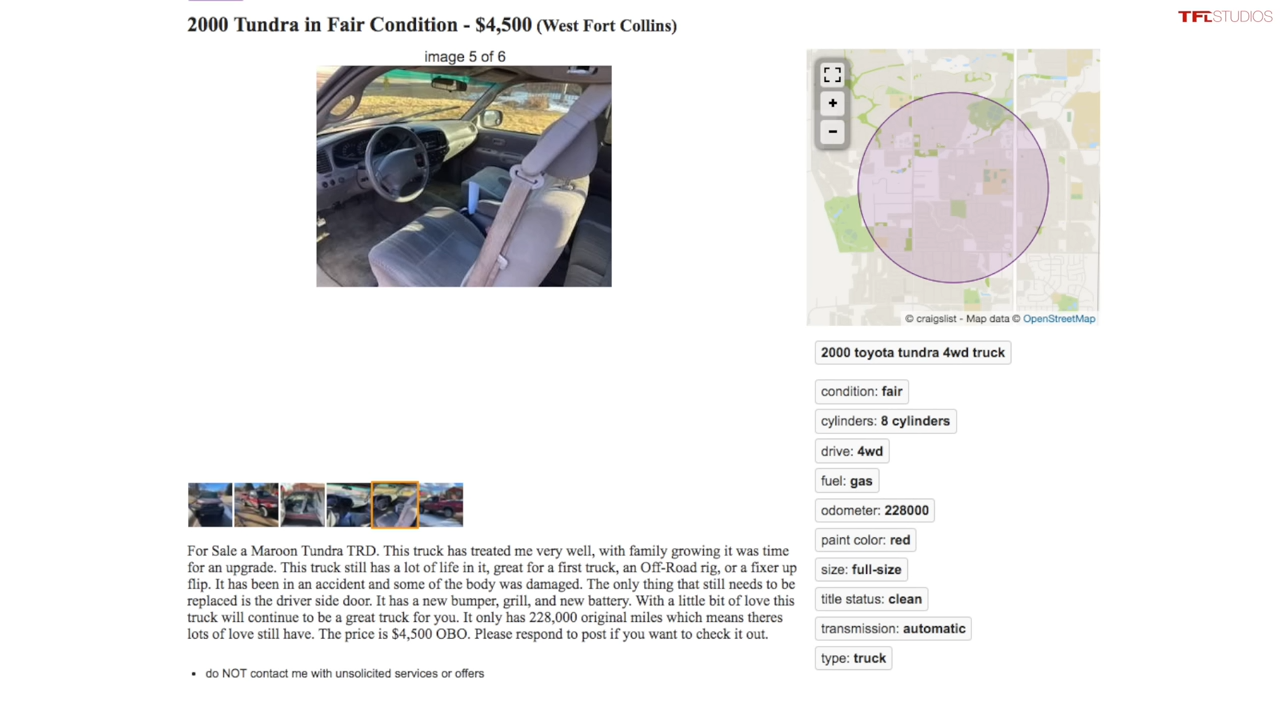 TFLSTUDIOS
2000 Tundra in Fair Condition - $4,500 (West Fort Collins)
image 5 of 6
+
−
© craigslist - Map data © OpenStreetMap
2000 toyota tundra 4wd truck
condition: fair
cylinders: 8 cylinders
drive: 4wd
fuel: gas
odometer: 228000
paint color: red
size: full-size
title status: clean
transmission: automatic
type: truck
For Sale a Maroon Tundra TRD. This truck has treated me very well, with family growing it was time
for an upgrade. This truck still has a lot of life in it, great for a first truck, an Off-Road rig, or a fixer up
flip. It has been in an accident and some of the body was damaged. The only thing that still needs to be
replaced is the driver side door. It has a new bumper, grill, and new battery. With a little bit of love this
truck will continue to be a great truck for you. It only has 228,000 original miles which means theres
lots of love still have. The price is $4,500 OBO. Please respond to post if you want to check it out.
• do NOT contact me with unsolicited services or offers